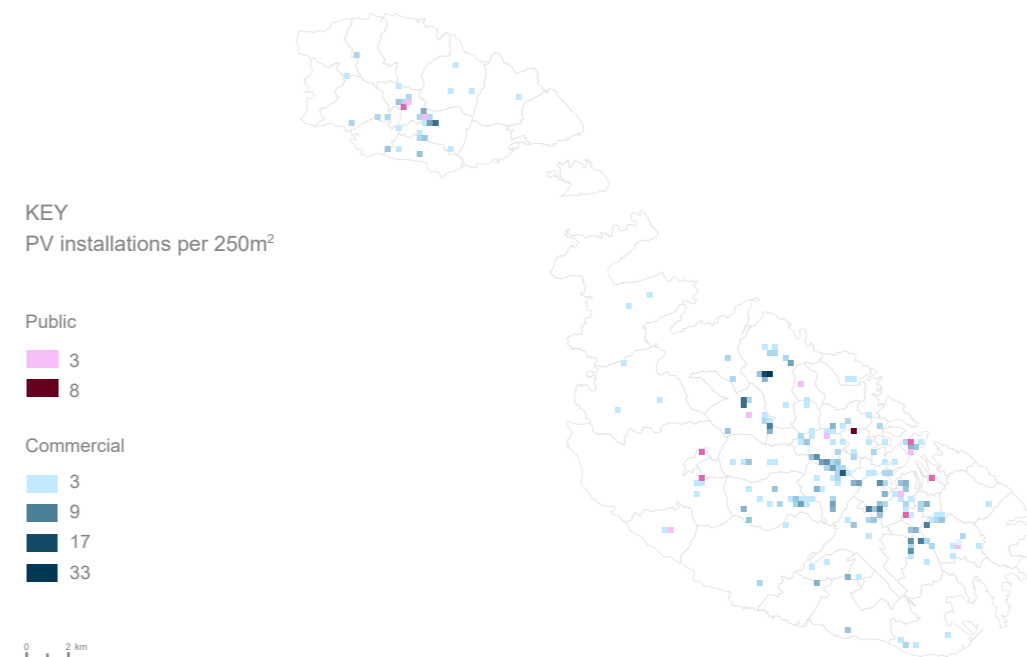 KEY
PV installations per 250m²
Public
3
8
Commercial
3
9
17
33
0 2 km